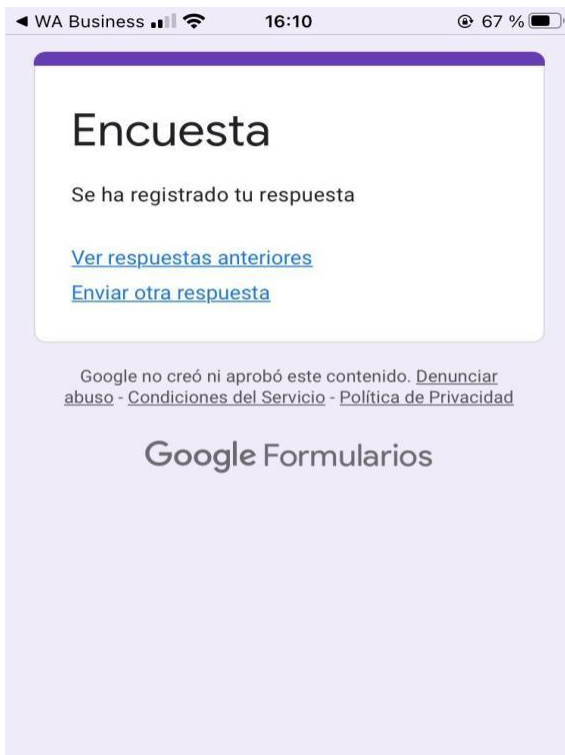 ◀ WA Business 16:10 67 %
Encuesta
Se ha registrado tu respuesta
Ver respuestas anteriores
Enviar otra respuesta
Google no creó ni aprobó este contenido. Denunciar
abuso - Condiciones del Servicio - Política de Privacidad
Google Formularios